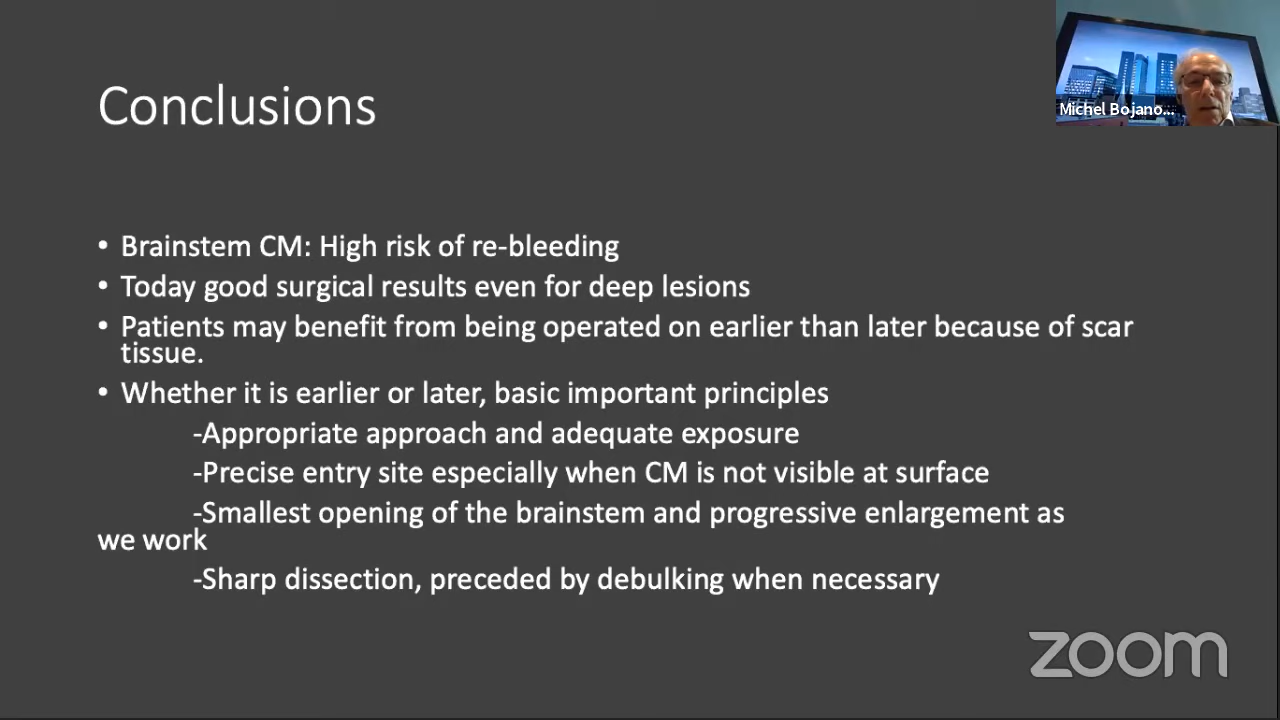 Michel Bojano...
Conclusions
• Brainstem CM: High risk of re-bleeding
• Today good surgical results even for deep lesions
• Patients may benefit from being operated on earlier than later because of scar
tissue.
• Whether it is earlier or later, basic important principles
-Appropriate approach and adequate exposure
-Precise entry site especially when CM is not visible at surface
-Smallest opening of the brainstem and progressive enlargement as
we work
-Sharp dissection, preceded by debulking when necessary
zoom